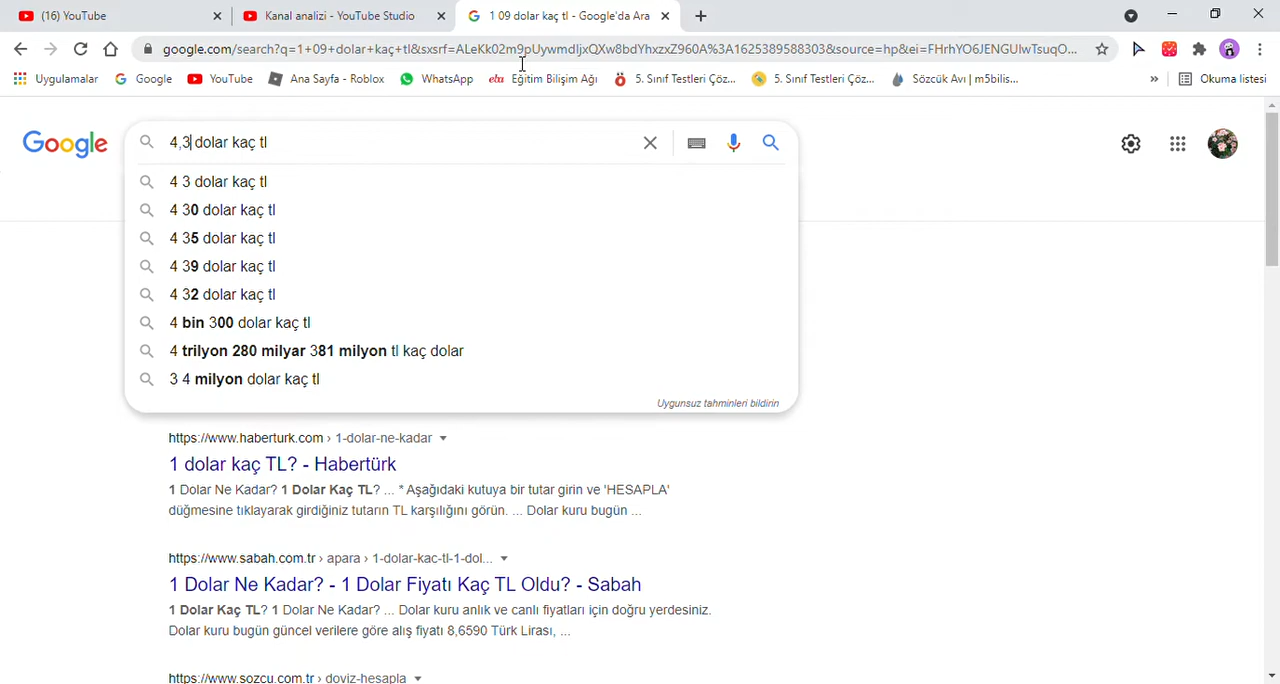 (16) YouTube
Kanal analizi - YouTube Studio
1 09 dolar kaç tl - Google'da Ara
google.com/search?q=1+09+dolar+kaç+tl&sxsrf=ALeKk02m9pUywmdIjxQXw8bdYhxzxZ960A%3A1625389588303&source=hp&ei=FHrhYO6JENGUlwTsuqO...
Uygulamalar
Google
YouTube
Ana Sayfa - Roblox
WhatsApp
eba Eğitim Bilişim Ağı
5. Sınıf Testleri Çöz...
5. Sınıf Testleri Çöz...
Sözcük Avı | m5bilis...
»
Okuma listesi
Google
4,3 dolar kaç tl
4 3 dolar kaç tl
4 30 dolar kaç tl
4 35 dolar kaç tl
4 39 dolar kaç tl
4 32 dolar kaç tl
4 bin 300 dolar kaç tl
4 trilyon 280 milyar 381 milyon tl kaç dolar
3 4 milyon dolar kaç tl
Uygunsuz tahminleri bildirin
https://www.haberturk.com › 1-dolar-ne-kadar
1 dolar kaç TL? - Habertürk
1 Dolar Ne Kadar? 1 Dolar Kaç TL? ... * Aşağıdaki kutuya bir tutar girin ve 'HESAPLA'
düğmesine tıklayarak girdiğiniz tutarın TL karşılığını görün. ... Dolar kuru bugün ...
https://www.sabah.com.tr › apara › 1-dolar-kac-tl-1-dol...
1 Dolar Ne Kadar? - 1 Dolar Fiyatı Kaç TL Oldu? - Sabah
1 Dolar Kaç TL? 1 Dolar Ne Kadar? ... Dolar kuru anlık ve canlı fiyatları için doğru yerdesiniz.
Dolar kuru bugün güncel verilere göre alış fiyatı 8,6590 Türk Lirası, ...
https://www.sozcu.com.tr › doviz-hesapla